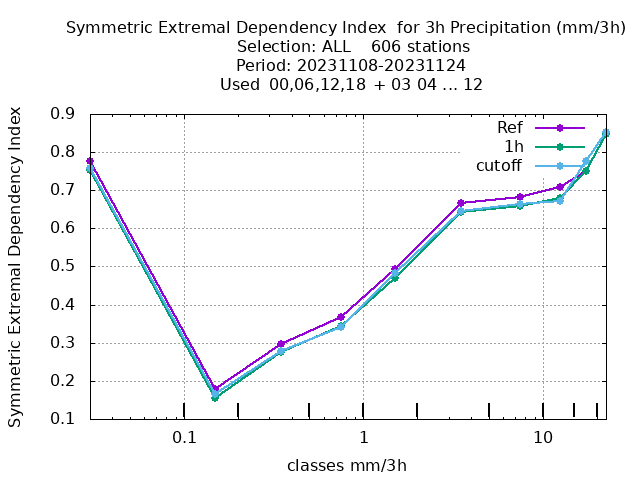 Symmetric Extremal Dependency Index  for 3h Precipitation (mm/3h)
Selection: ALL    606 stations
Period: 20231108-20231124
Used 00,06,12,18 + 03 04 ... 12
Symmetric Extremal Dependency Index
0.9
0.8
0.7
0.6
0.5
0.4
0.3
0.2
0.1
Ref
1h
cutoff
0.1 1 10
classes mm/3h